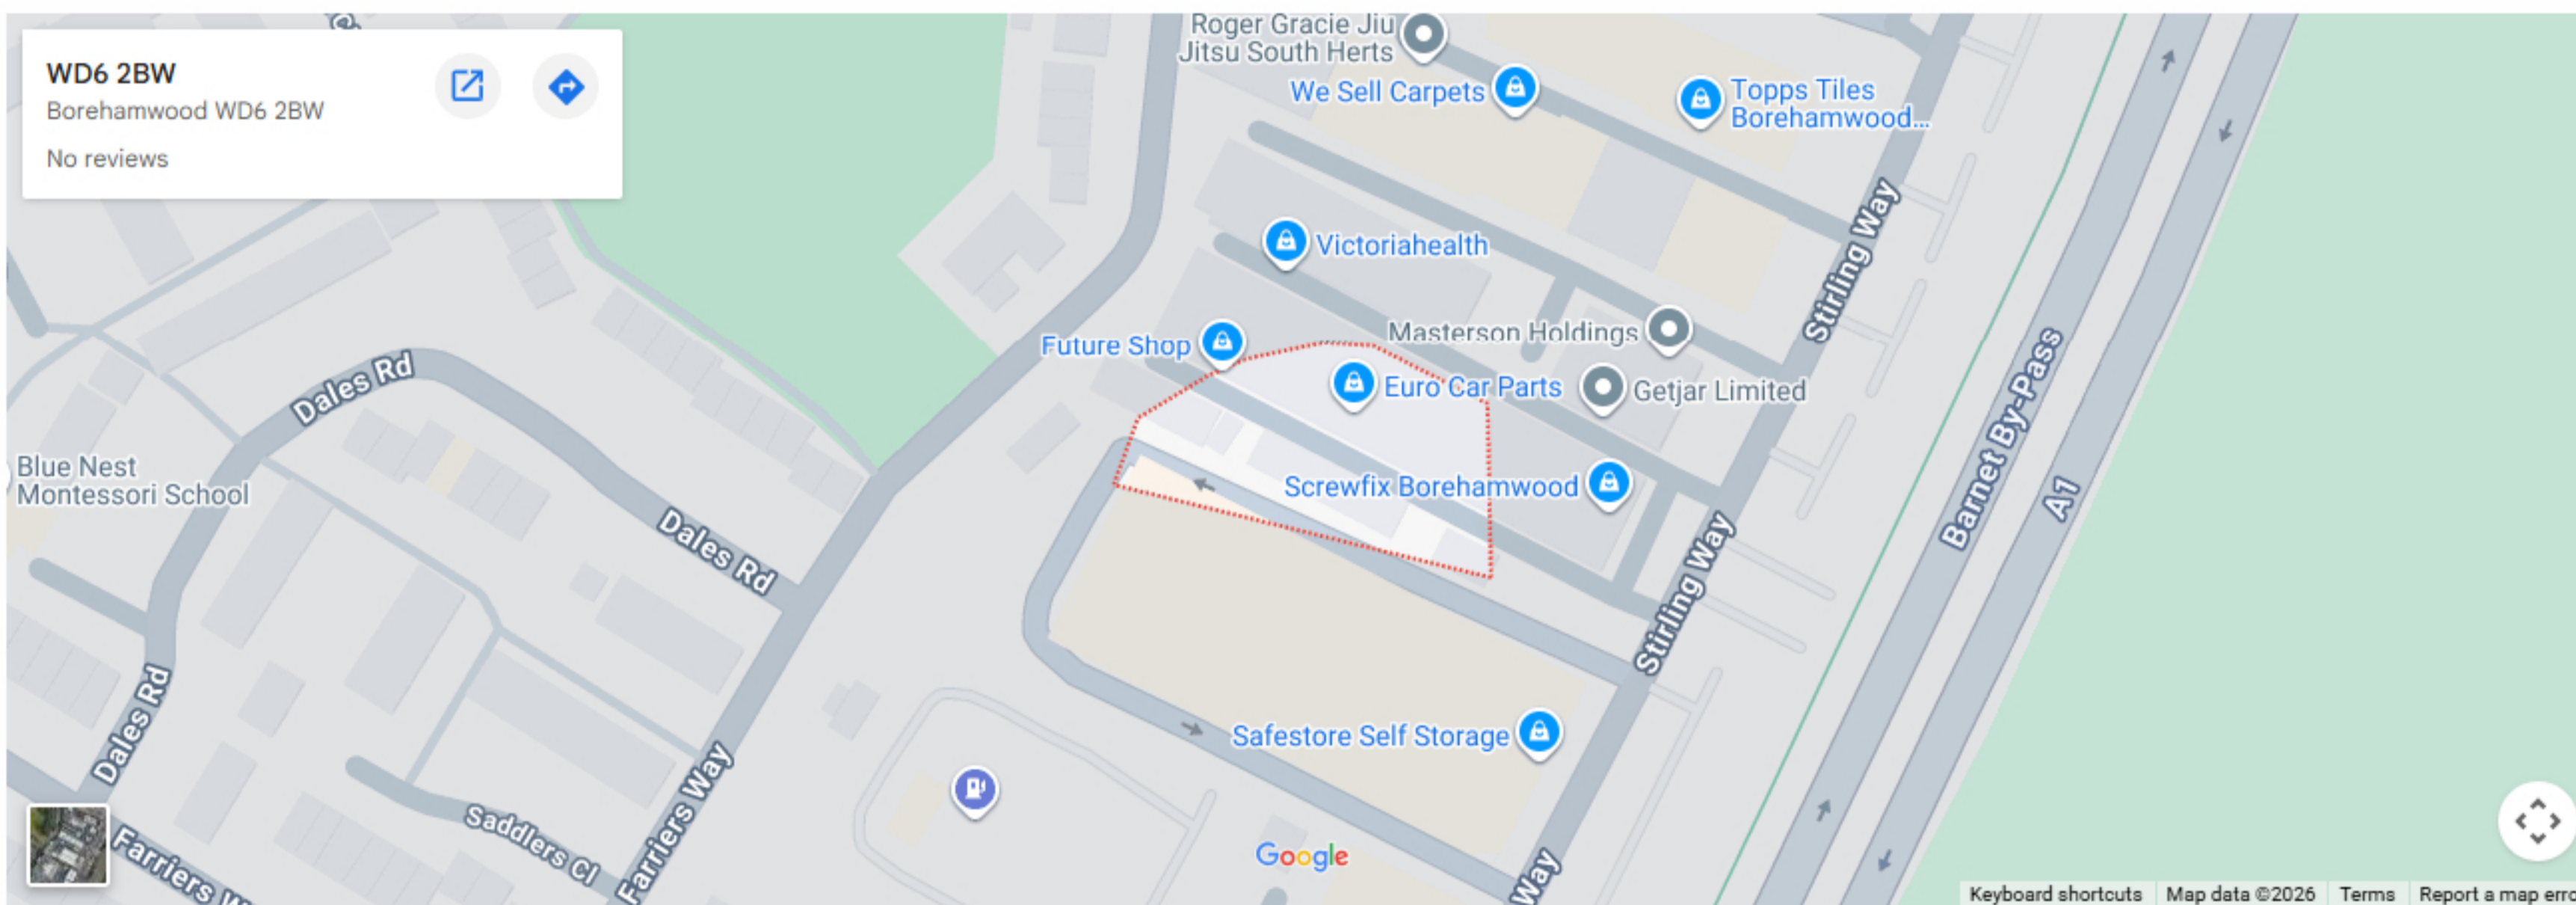 WD6 2BW
Borehamwood WD6 2BW
No reviews
Roger Gracie Jiu
Jitsu South Herts
We Sell Carpets
Topps Tiles
Borehamwood...
Victoriahealth
Stirling Way
Future Shop
Masterson Holdings
Euro Car Parts
Getjar Limited
Barnet By-Pass
A1
Dales Rd
Blue Nest
Montessori School
Screwfix Borehamwood
Dales Rd
Stirling Way
Dales Rd
Safestore Self Storage
Farriers Way
Saddlers Cl
Farriers W
Way
Google
Keyboard shortcuts
Map data ©2026
Terms
Report a map erro